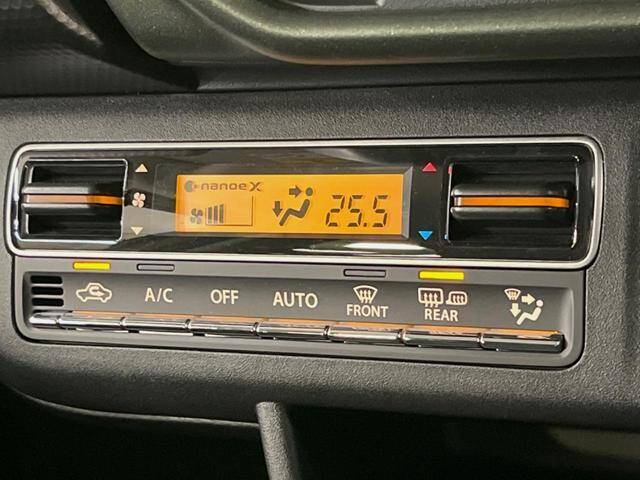 nanoeX
25.5
A/C
OFF
AUTO
FRONT
REAR